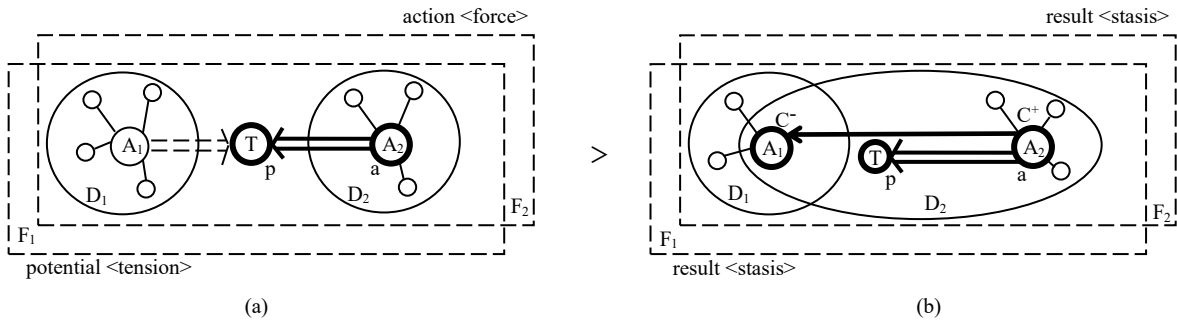 action <force>
result <stasis>
A₁
T
A₂
p
a
D₁
D₂
F₁
F₂
potential <tension>
>
C⁻
C⁺
A₁
T
A₂
p
a
D₁
D₂
F₁
F₂
result <stasis>
(a)
(b)